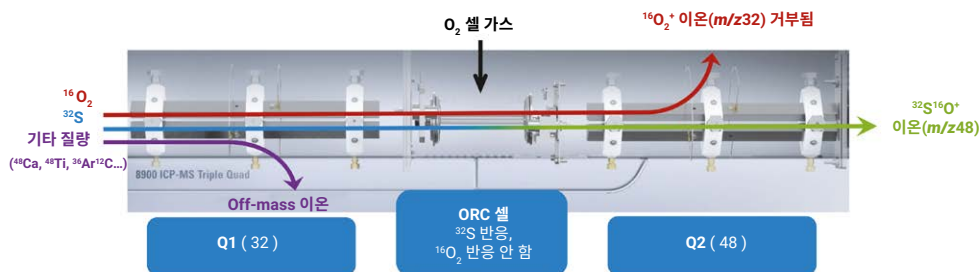 O₂ 셀 가스
¹⁶O₂⁺ 이온(m/z32) 거부됨
¹⁶O₂
³²S
기타 질량
(⁴⁸Ca, ⁴⁸Ti, ³⁶Ar¹²C...)
³²S¹⁶O⁺
이온(m/z48)
8900 ICP-MS Triple Quad
Off-mass 이온
Q1 ( 32 )
ORC 셀
³²S 반응,
¹⁶O₂ 반응 안 함
Q2 ( 48 )